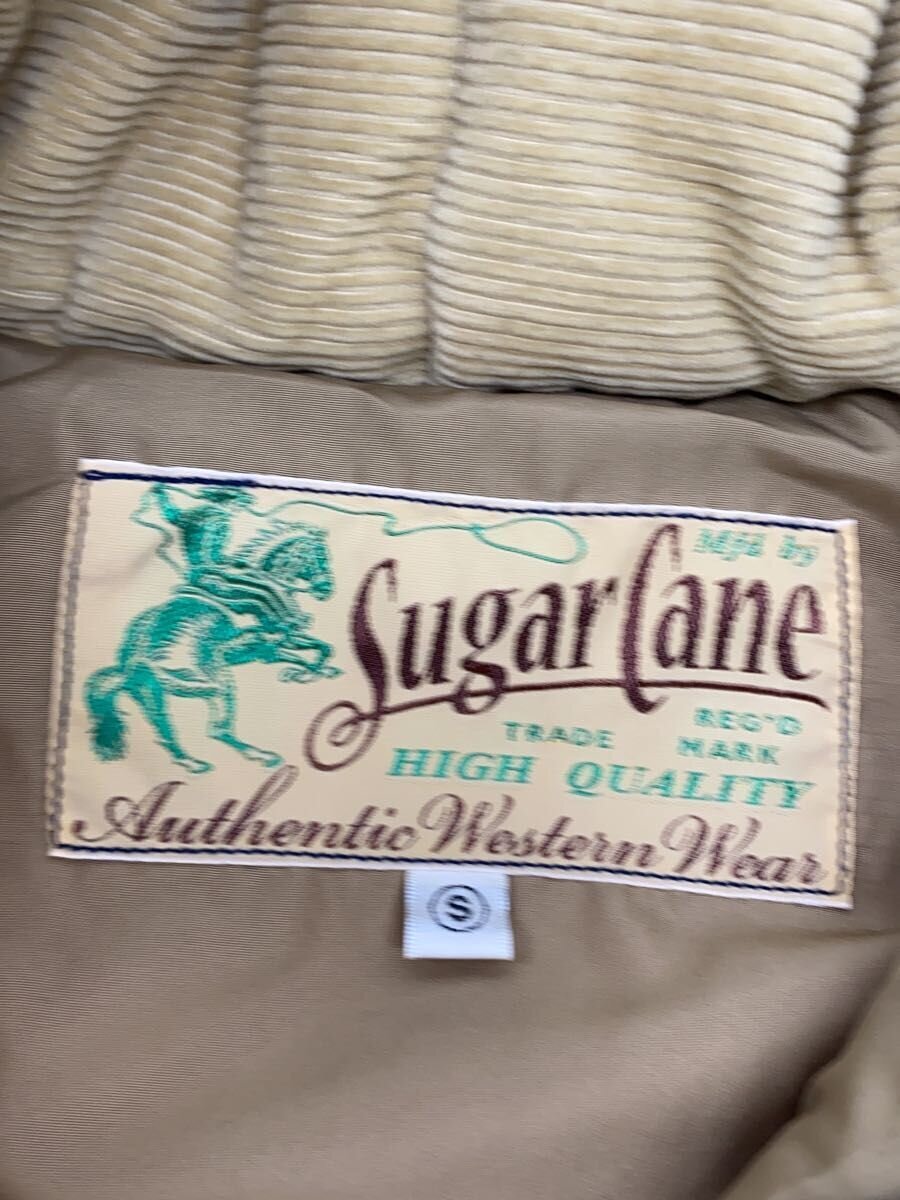 Mfd by
Sugar Cane
TRADE REG'D
MARK
HIGH QUALITY
Authentic Western Wear
S